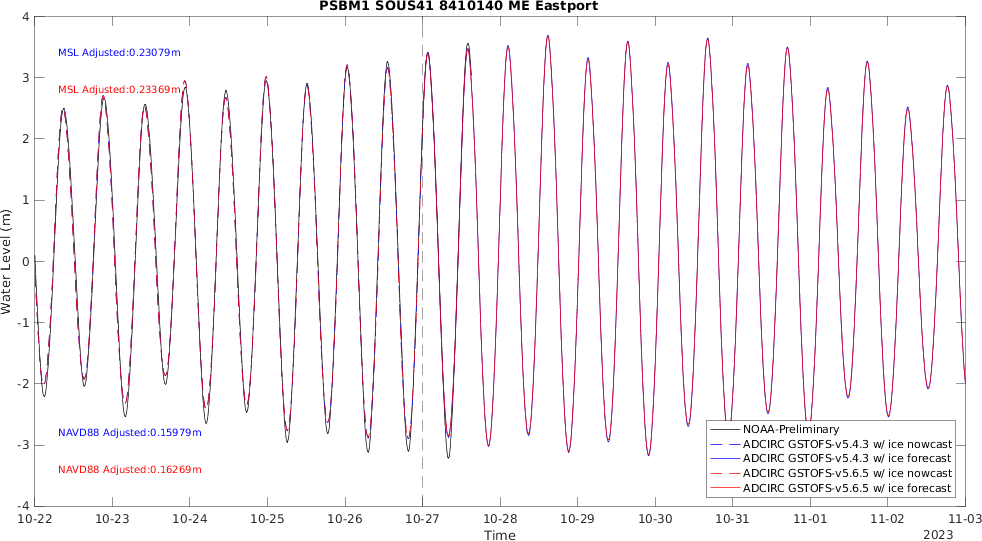 PSBM1 SOUS41 8410140 ME Eastport
4
3
2
1
0
-1
-2
-3
-4
Water Level (m)
MSL Adjusted:0.23079m
MSL Adjusted:0.23369m
NAVD88 Adjusted:0.15979m
NAVD88 Adjusted:0.16269m
NOAA-Preliminary
ADCIRC GSTOFS-v5.4.3 w/ ice nowcast
ADCIRC GSTOFS-v5.4.3 w/ ice forecast
ADCIRC GSTOFS-v5.6.5 w/ ice nowcast
ADCIRC GSTOFS-v5.6.5 w/ ice forecast
10-22 10-23 10-24 10-25 10-26 10-27 10-28 10-29 10-30 10-31 11-01 11-02 11-03
Time
2023